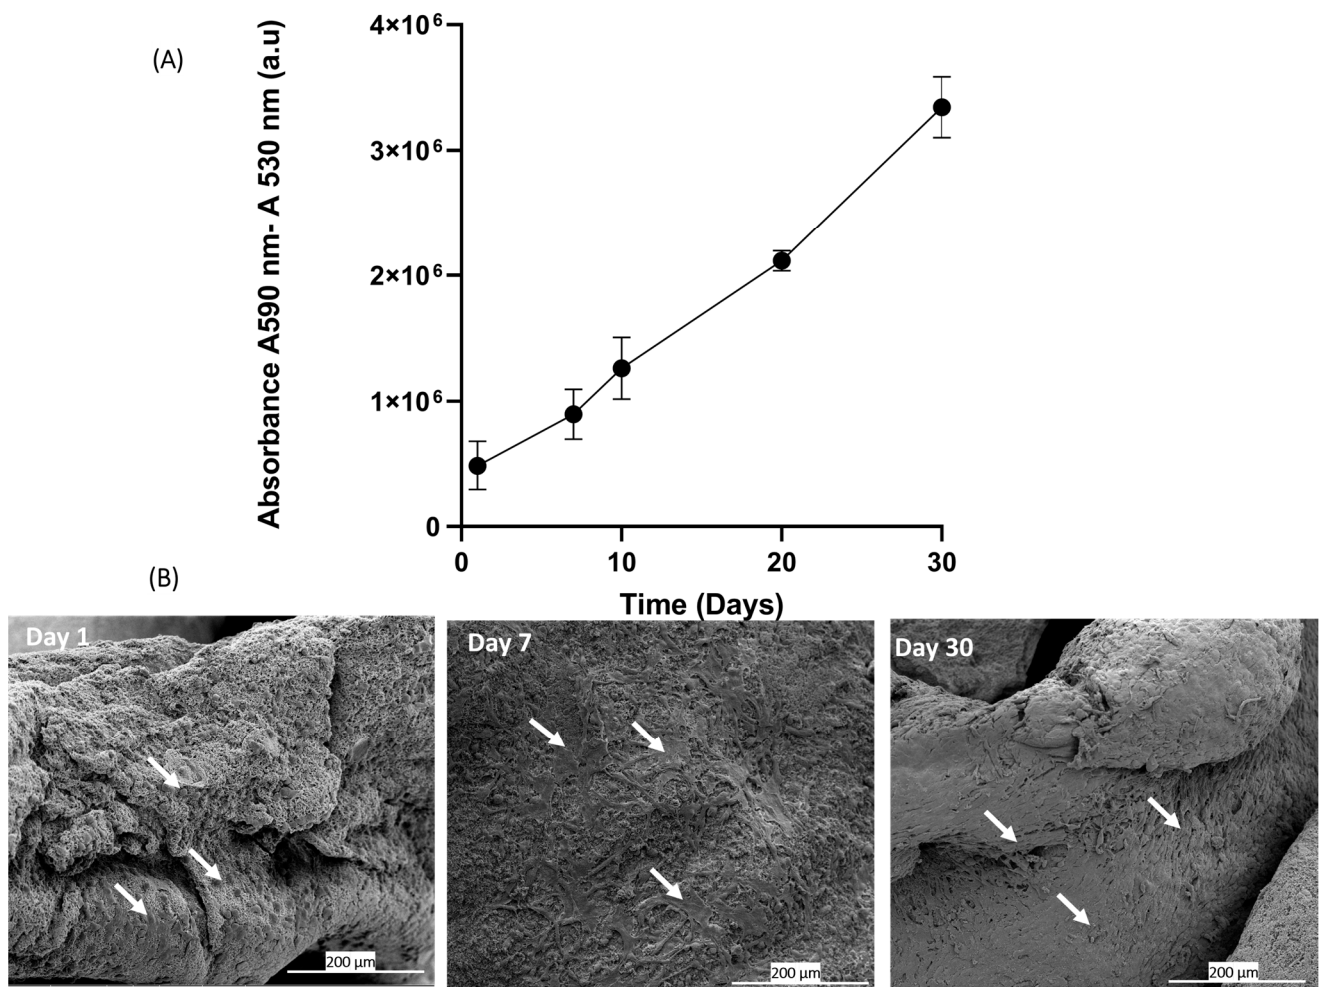 (A)
Absorbance A590 nm- A 530 nm (a.u)
4×10⁶
3×10⁶
2×10⁶
1×10⁶
0
0 10 20 30
Time (Days)
(B)
Day 1
Day 7
Day 30
200 µm
200 µm
200 µm